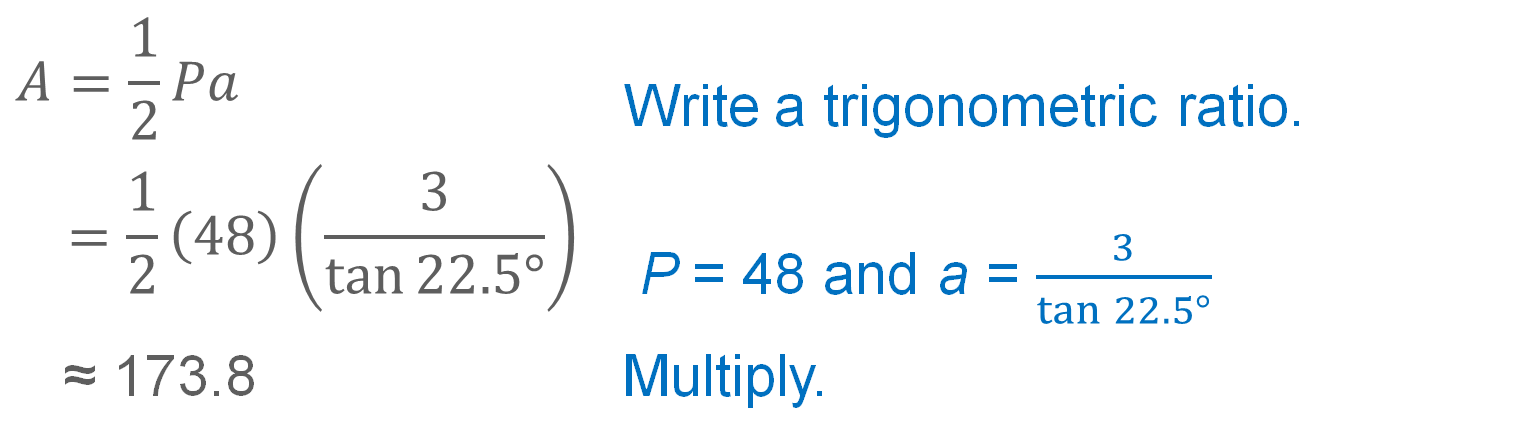 A = 1/2 Pa Write a trigonometric ratio.
= 1/2 (48) (3/tan 22.5°) P = 48 and a = 3/tan 22.5°
≈ 173.8 Multiply.